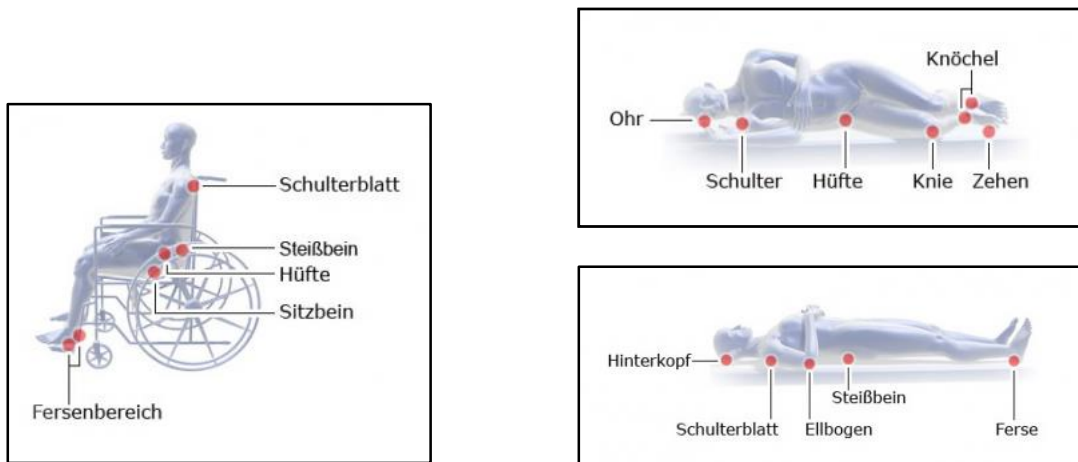 Schulterblatt
Steißbein
Hüfte
Sitzbein
Fersenbereich
Knöchel
Ohr
Schulter Hüfte Knie Zehen
Hinterkopf
Steißbein
Schulterblatt Ellbogen Ferse